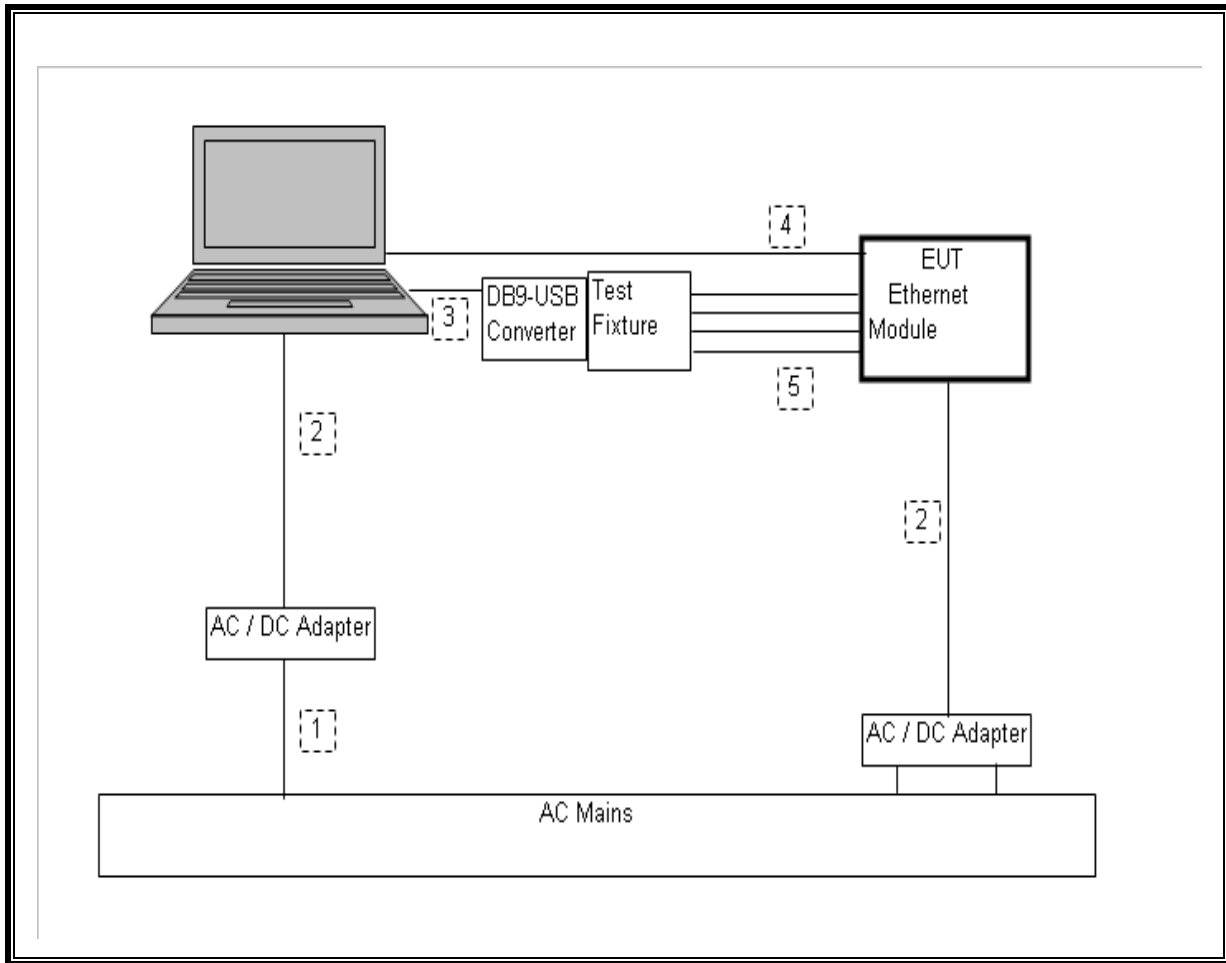 4
EUT
Ethernet
Module
DB9-USB
Converter
Test
Fixture
3
5
2
2
AC / DC Adapter
1
AC / DC Adapter
AC Mains